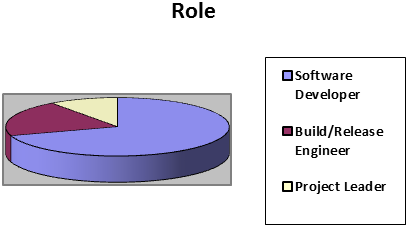 Role
Software
Developer
Build/Release
Engineer
Project Leader